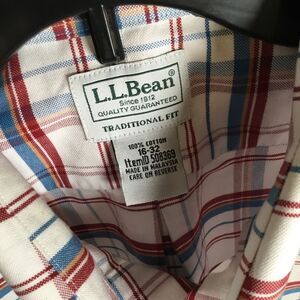 L.L.Bean®
Since 1912
QUALITY GUARANTEED
TRADITIONAL FIT
100% COTTON
16-32
ItemID 508369
MADE IN MALAYSIA
CARE ON REVERSE